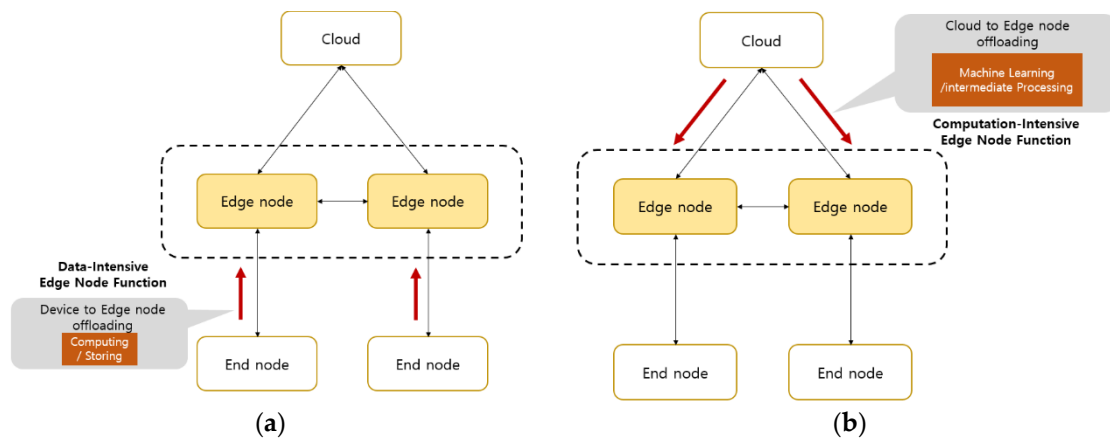 Cloud
Edge node
Edge node
Data-Intensive
Edge Node Function
Device to Edge node
offloading
Computing
/ Storing
End node
End node
(a)
Cloud
Cloud to Edge node
offloading
Machine Learning
/intermediate Processing
Computation-Intensive
Edge Node Function
Edge node
Edge node
End node
End node
(b)